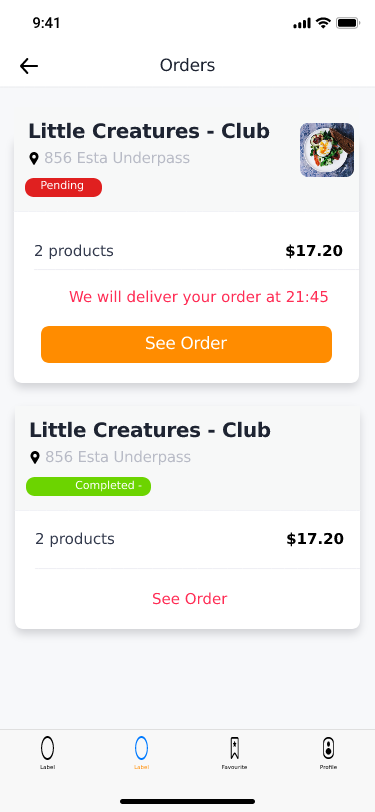 9:41
Orders
Little Creatures - Club
856 Esta Underpass
Pending
2 products
$17.20
We will deliver your order at 21:45
See Order
Little Creatures - Club
856 Esta Underpass
Completed -
2 products
$17.20
See Order
Label
Label
Favourite
Profile